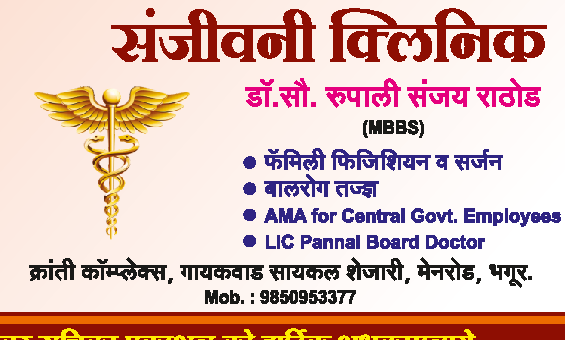 संजीवनी क्लिनिक
डॉ.सौ. रुपाली संजय राठोड
(MBBS)
● फॅमिली फिजिशियन व सर्जन
● बालरोग तज्ज्ञ
● AMA for Central Govt. Employees
● LIC Pannal Board Doctor
क्रांती कॉम्प्लेक्स, गायकवाड सायकल शेजारी, मेनरोड, भगूर.
Mob. : 9850953377